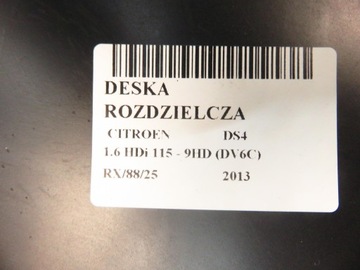 DESKA
ROZDZIELCZA
CITROEN DS4
1.6 HDi 115 - 9HD (DV6C)
RX/88/25 2013